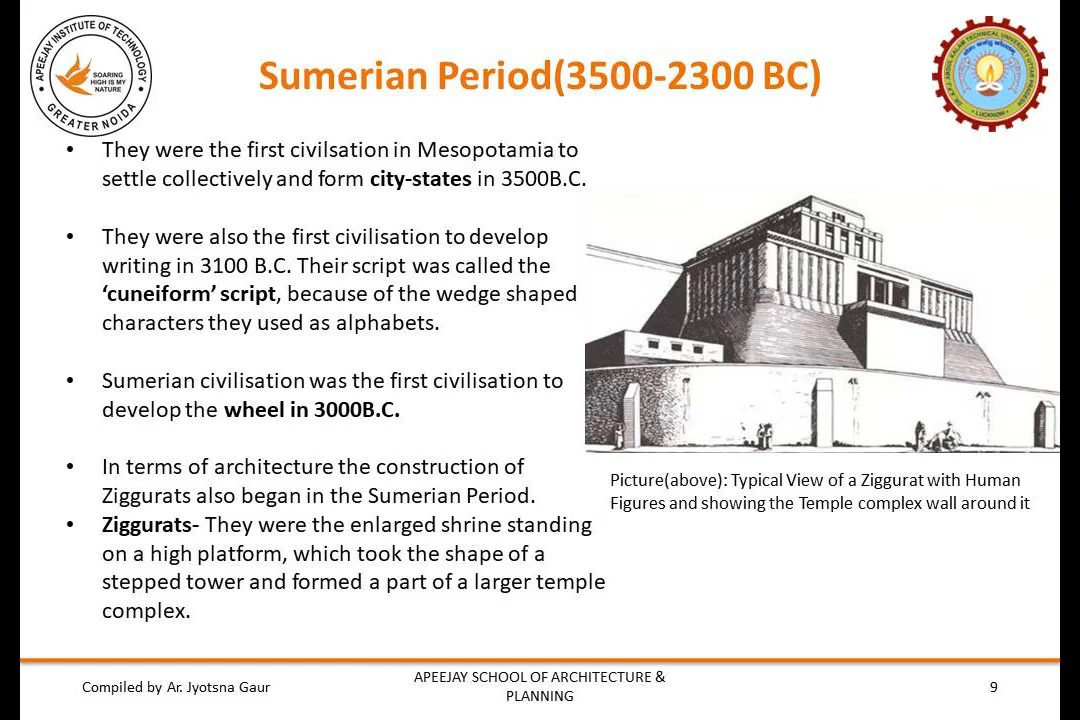 APEEJAY INSTITUTE OF TECHNOLOGY
SOARING
HIGH IS MY
NATURE
GREATER NOIDA
Sumerian Period(3500-2300 BC)
LUCKNOW
• They were the first civilsation in Mesopotamia to
settle collectively and form city-states in 3500B.C.
• They were also the first civilisation to develop
writing in 3100 B.C. Their script was called the
‘cuneiform’ script, because of the wedge shaped
characters they used as alphabets.
• Sumerian civilisation was the first civilisation to
develop the wheel in 3000B.C.
• In terms of architecture the construction of
Ziggurats also began in the Sumerian Period.
• Ziggurats- They were the enlarged shrine standing
on a high platform, which took the shape of a
stepped tower and formed a part of a larger temple
complex.
Picture(above): Typical View of a Ziggurat with Human
Figures and showing the Temple complex wall around it
Compiled by Ar. Jyotsna Gaur
APEEJAY SCHOOL OF ARCHITECTURE &
PLANNING
9